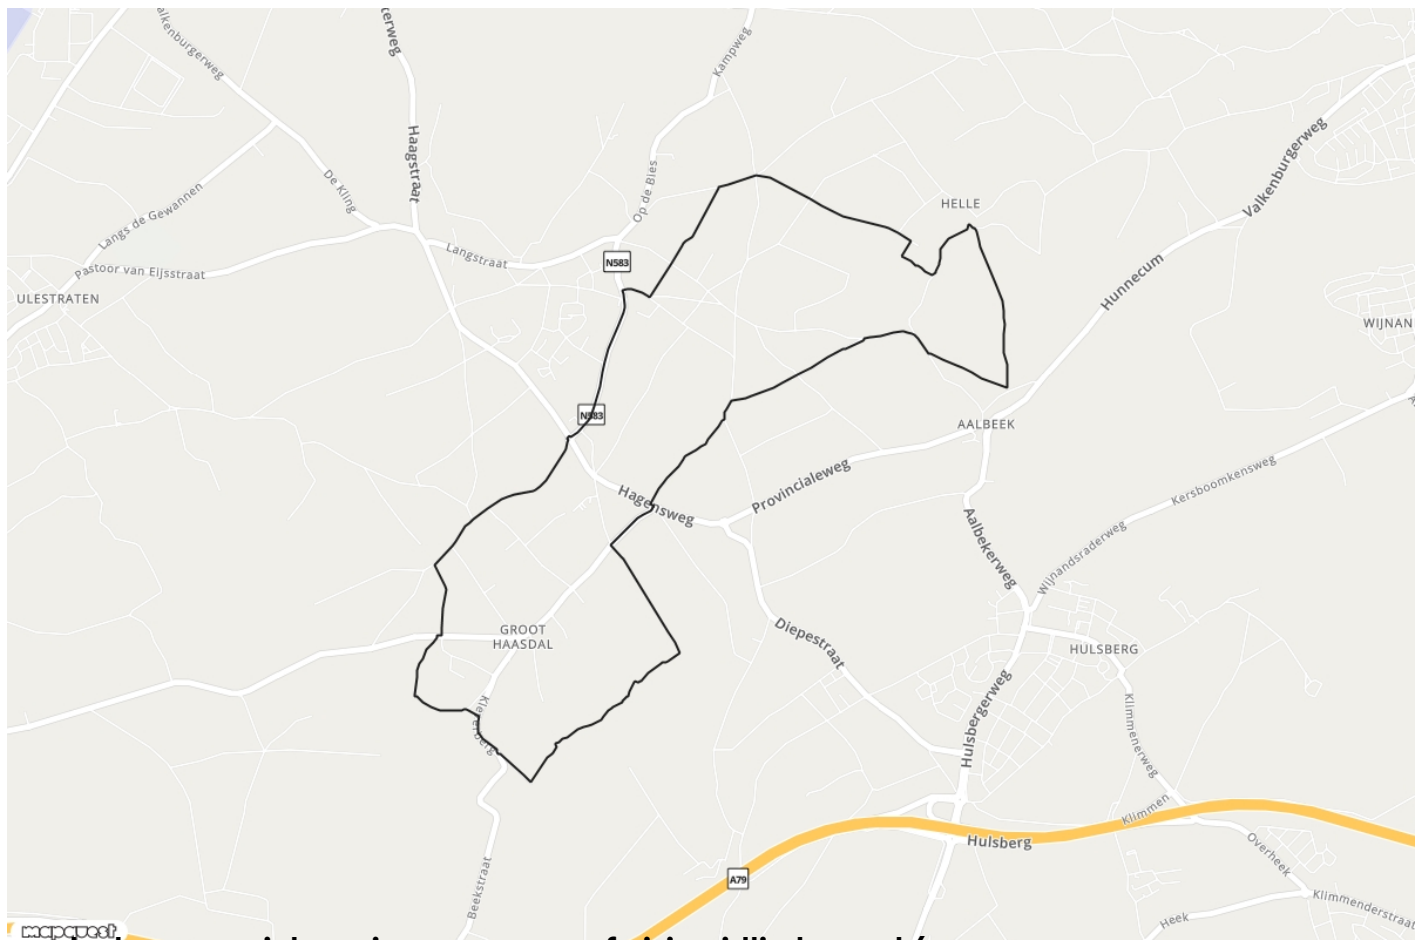 Haagstraat
Kampweg
De Kling
Langs de Gewannen
Op de Bies
HELLE
Valkenburgerweg
Langstraat
N583
Pastoor van Eijsstraat
Hunnecum
ULESTRATEN
WIJNAN
N583
AALBEEK
Provincialeweg
Kersboomkensweg
Hagensweg
Aalbekerweg
Wijnandsraderweg
GROOT
HAASDAL
Diepestraat
HULSBERG
Hulsbergerweg
Klimmenerweg
Klimmen
Hulsberg
Overheek
A79
Beekstraat
Klimmenderstraat
Heek
mapquest